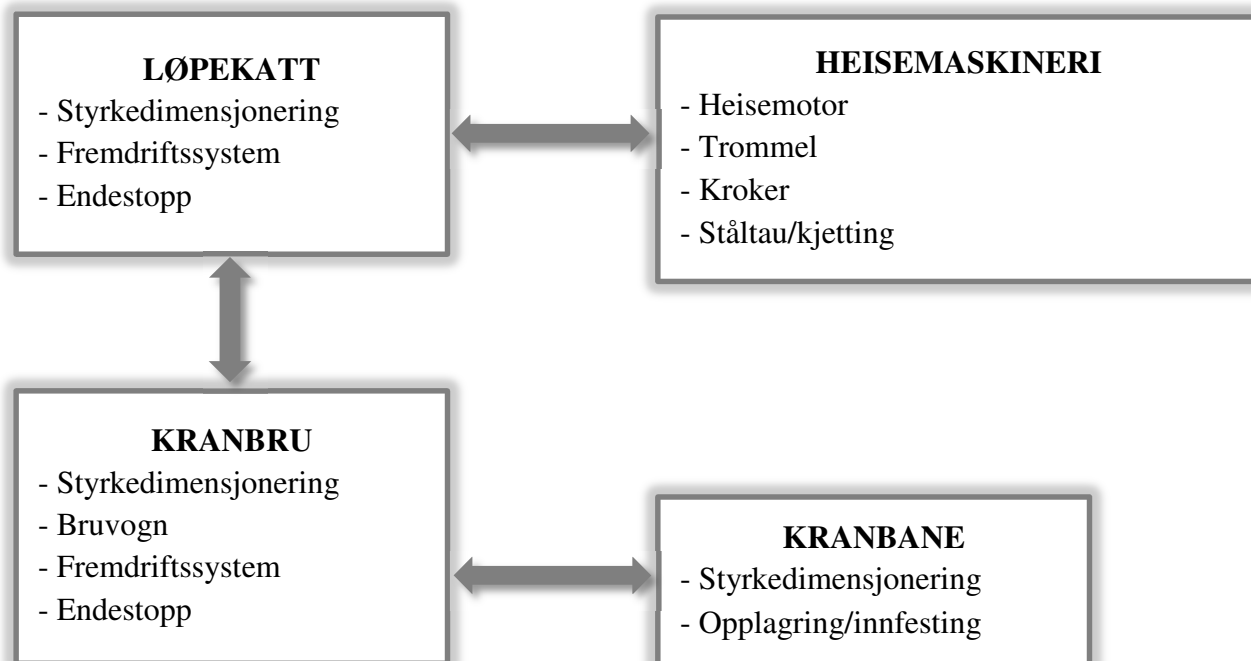 LØPEKATT
- Styrkedimensjonering
- Fremdriftssystem
- Endestopp
HEISEMASKINERI
- Heisemotor
- Trommel
- Kroker
- Ståltau/kjetting
KRANBRU
- Styrkedimensjonering
- Bruvogn
- Fremdriftssystem
- Endestopp
KRANBANE
- Styrkedimensjonering
- Opplagring/innfesting